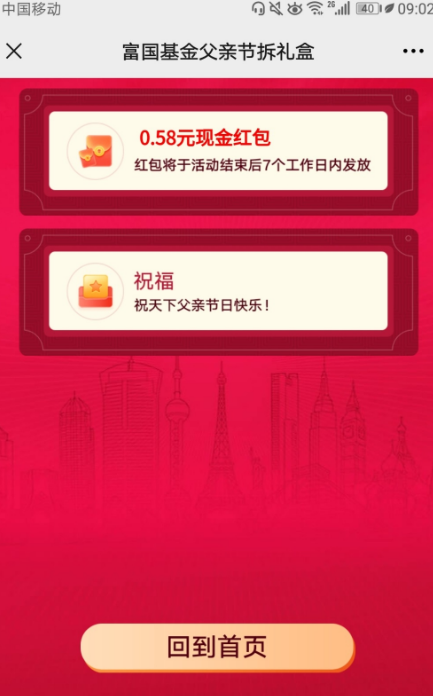 中国移动
2G
40
09:02
富国基金父亲节拆礼盒
0.58元现金红包
红包将于活动结束后7个工作日内发放
祝福
祝天下父亲节日快乐！
回到首页